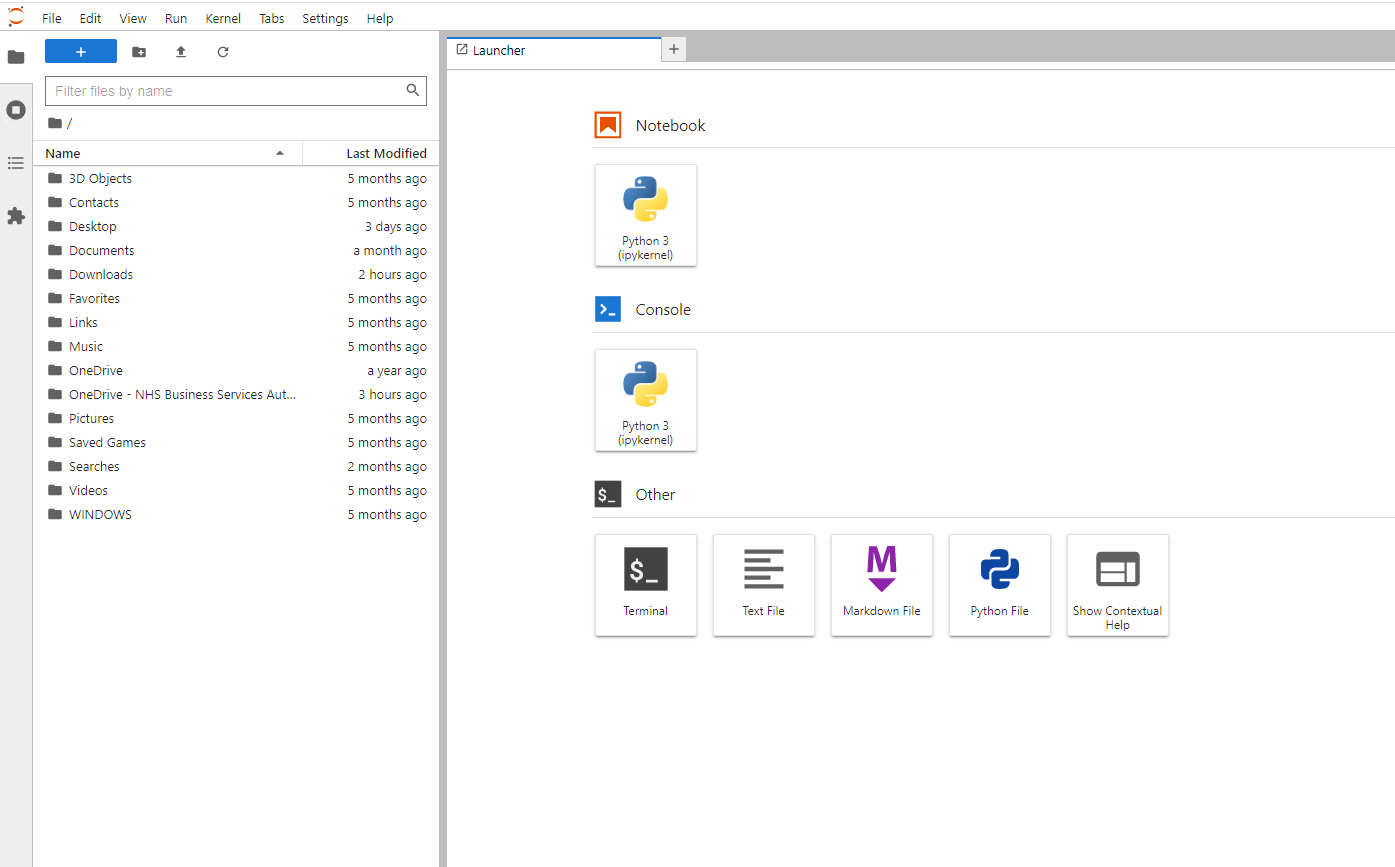 File Edit View Run Kernel Tabs Settings Help
Launcher
Filter files by name
/
Name Last Modified
3D Objects 5 months ago
Contacts 5 months ago
Desktop 3 days ago
Documents a month ago
Downloads 2 hours ago
Favorites 5 months ago
Links 5 months ago
Music 5 months ago
OneDrive a year ago
OneDrive - NHS Business Services Aut... 3 hours ago
Pictures 5 months ago
Saved Games 5 months ago
Searches 2 months ago
Videos 5 months ago
WINDOWS 5 months ago
Notebook
Python 3
(ipykernel)
Console
Python 3
(ipykernel)
$_ Other
$_
M
Terminal
Text File
Markdown File
Python File
Show Contextual
Help